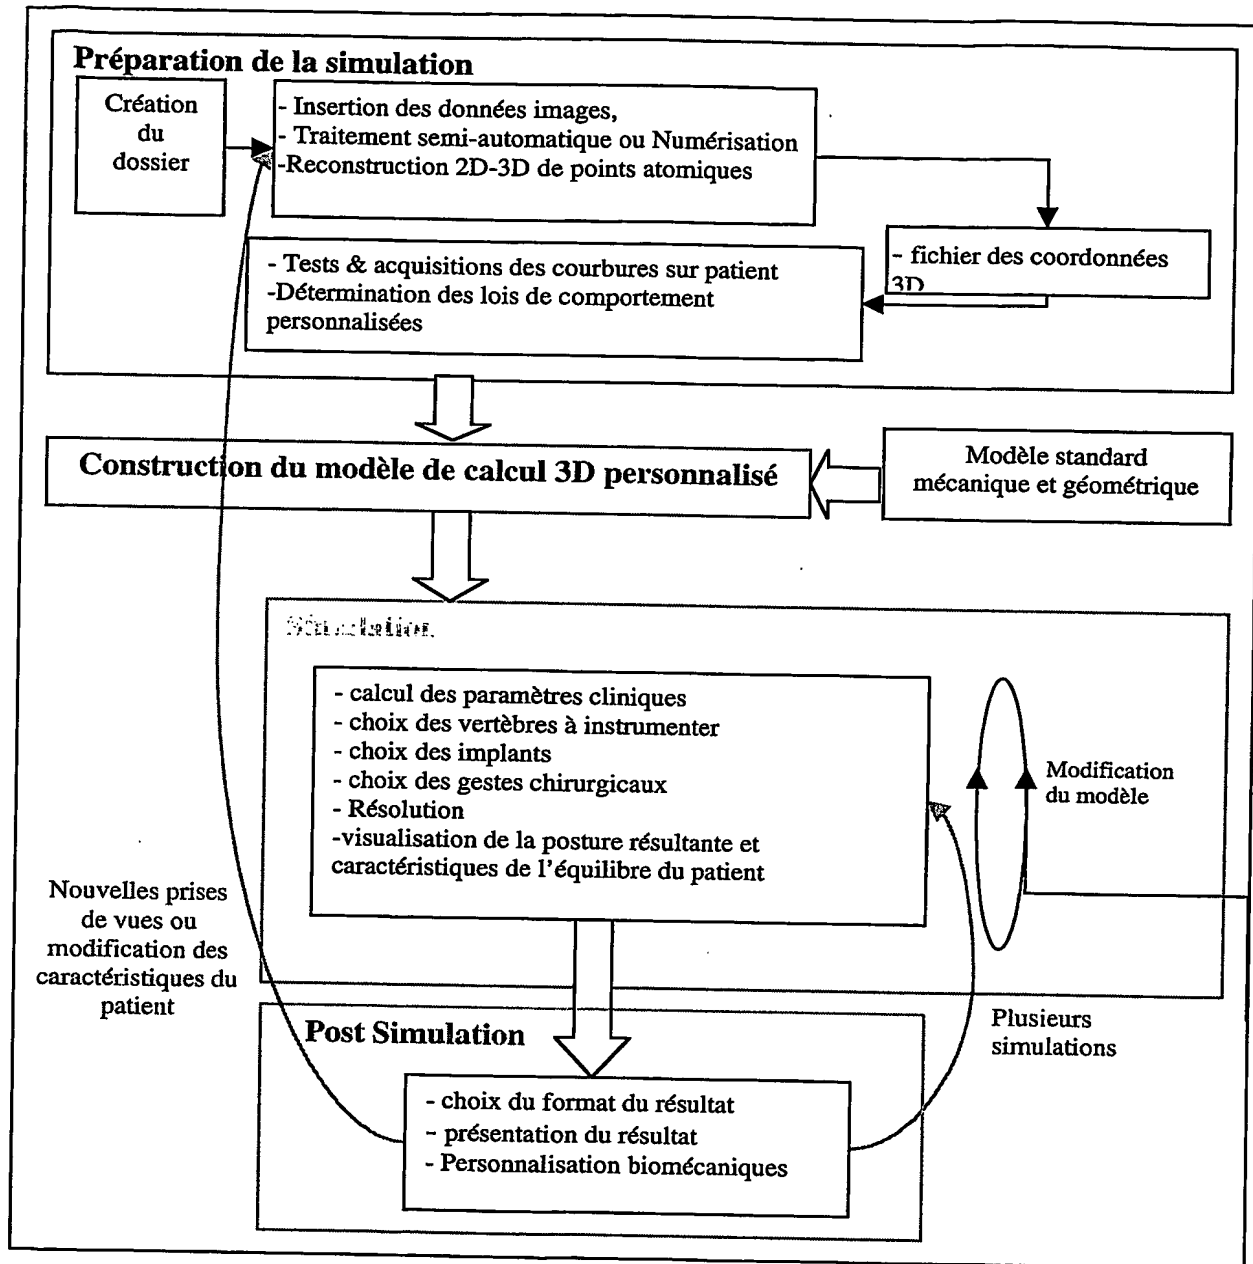 Préparation de la simulation
Création
du
dossier
- Insertion des données images,
- Traitement semi-automatique ou Numérisation
-Reconstruction 2D-3D de points atomiques
- fichier des coordonnées
3D
- Tests & acquisitions des courbures sur patient
-Détermination des lois de comportement
personnalisées
Construction du modèle de calcul 3D personnalisé
Modèle standard
mécanique et géométrique
Simulation
- calcul des paramètres cliniques
- choix des vertèbres à instrumenter
- choix des implants
- choix des gestes chirurgicaux
- Résolution
-visualisation de la posture résultante et
caractéristiques de l'équilibre du patient
Modification
du modèle
Nouvelles prises
de vues ou
modification des
caractéristiques du
patient
Plusieurs
simulations
Post Simulation
- choix du format du résultat
- présentation du résultat
- Personnalisation biomécaniques